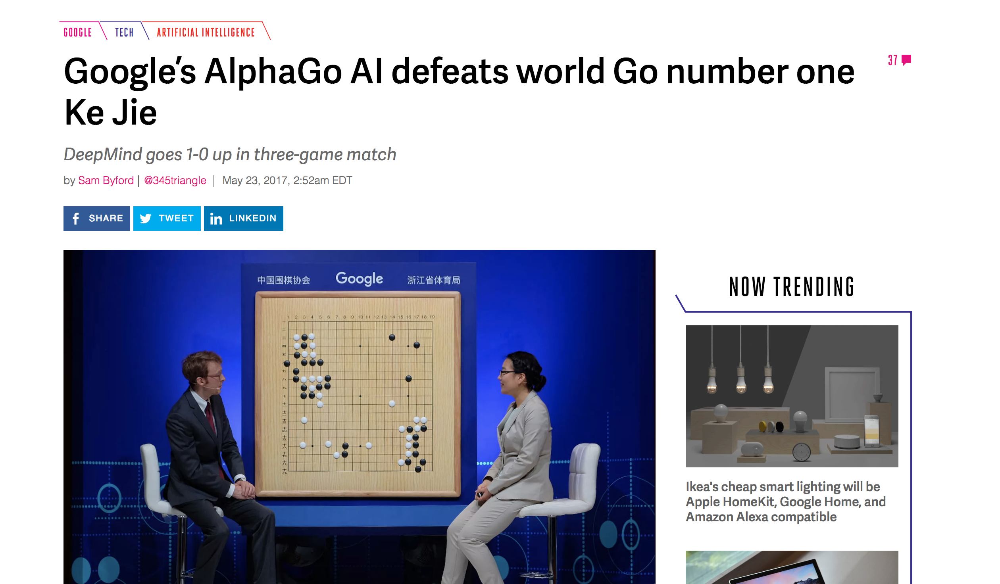 GOOGLE TECH ARTIFICIAL INTELLIGENCE
Google's AlphaGo AI defeats world Go number one
Ke Jie
37
DeepMind goes 1-0 up in three-game match
by Sam Byford | @345triangle | May 23, 2017, 2:52am EDT
f SHARE TWEET in LINKEDIN
中国围棋协会 Google 浙江省体育局
1 2 3 4 5 6 7 8 9 10 11 12 13 14 15 16 17 18 19
一
二
三
四
五
六
七
八
九
十
十一
十二
十三
十四
十五
十六
十七
十八
十九
NOW TRENDING
Ikea's cheap smart lighting will be
Apple HomeKit, Google Home, and
Amazon Alexa compatible